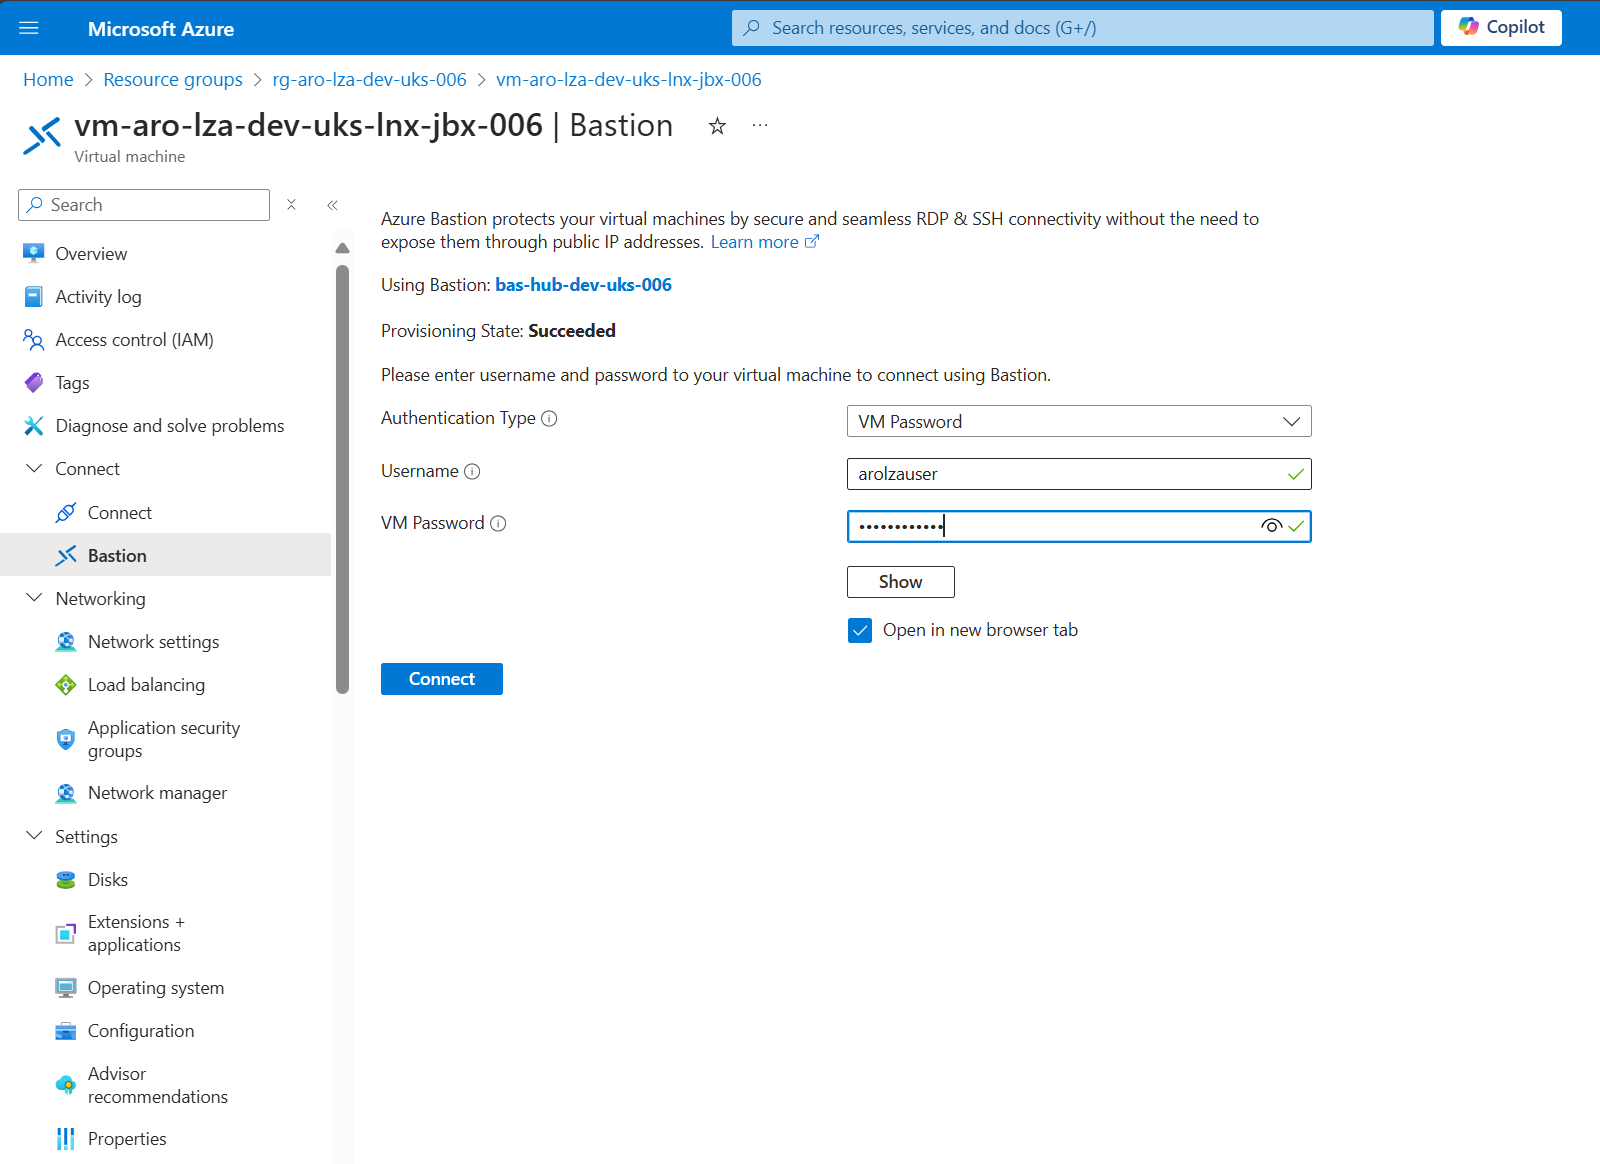 Microsoft Azure
Search resources, services, and docs (G+/)
Copilot
Home > Resource groups > rg-aro-lza-dev-uks-006 > vm-aro-lza-dev-uks-lnx-jbx-006
vm-aro-lza-dev-uks-lnx-jbx-006 | Bastion
Virtual machine
Search
Overview
Activity log
Access control (IAM)
Tags
Diagnose and solve problems
Connect
Connect
Bastion
Networking
Network settings
Load balancing
Application security
groups
Network manager
Settings
Disks
Extensions +
applications
Operating system
Configuration
Advisor
recommendations
Properties
Azure Bastion protects your virtual machines by secure and seamless RDP & SSH connectivity without the need to
expose them through public IP addresses. Learn more
Using Bastion: bas-hub-dev-uks-006
Provisioning State: Succeeded
Please enter username and password to your virtual machine to connect using Bastion.
Authentication Type
VM Password
Username
arolzauser
VM Password
••••••••••••
Show
Open in new browser tab
Connect